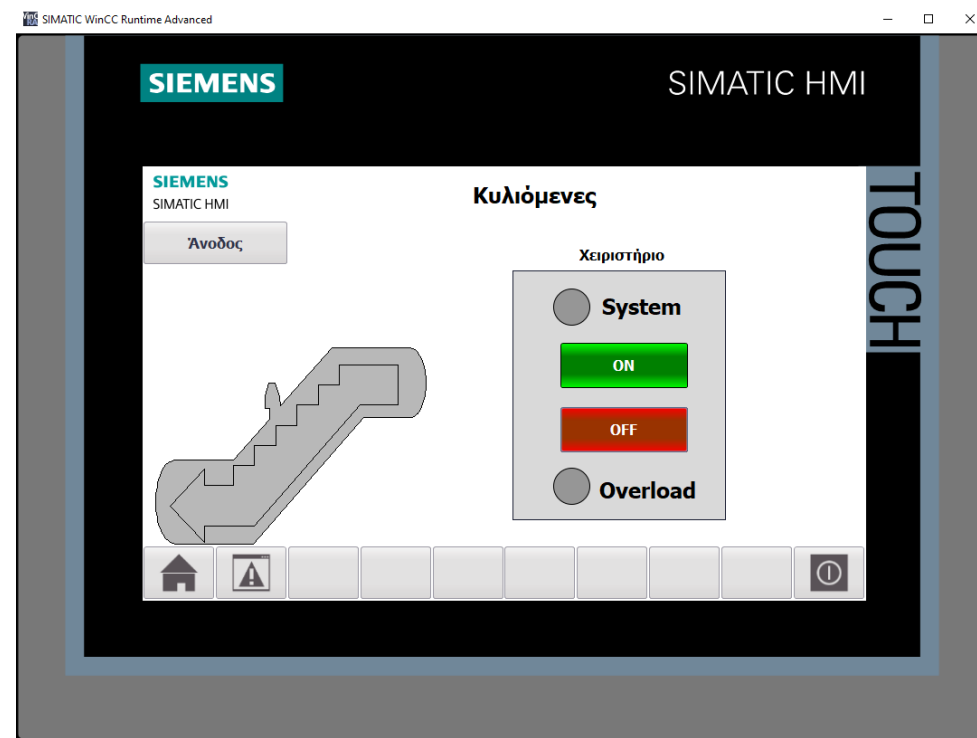 SIMATIC WinCC Runtime Advanced
SIEMENS
SIMATIC HMI
TOUCH
SIEMENS
SIMATIC HMI
Κυλιόμενες
Άνοδος
Χειριστήριο
System
ON
OFF
Overload